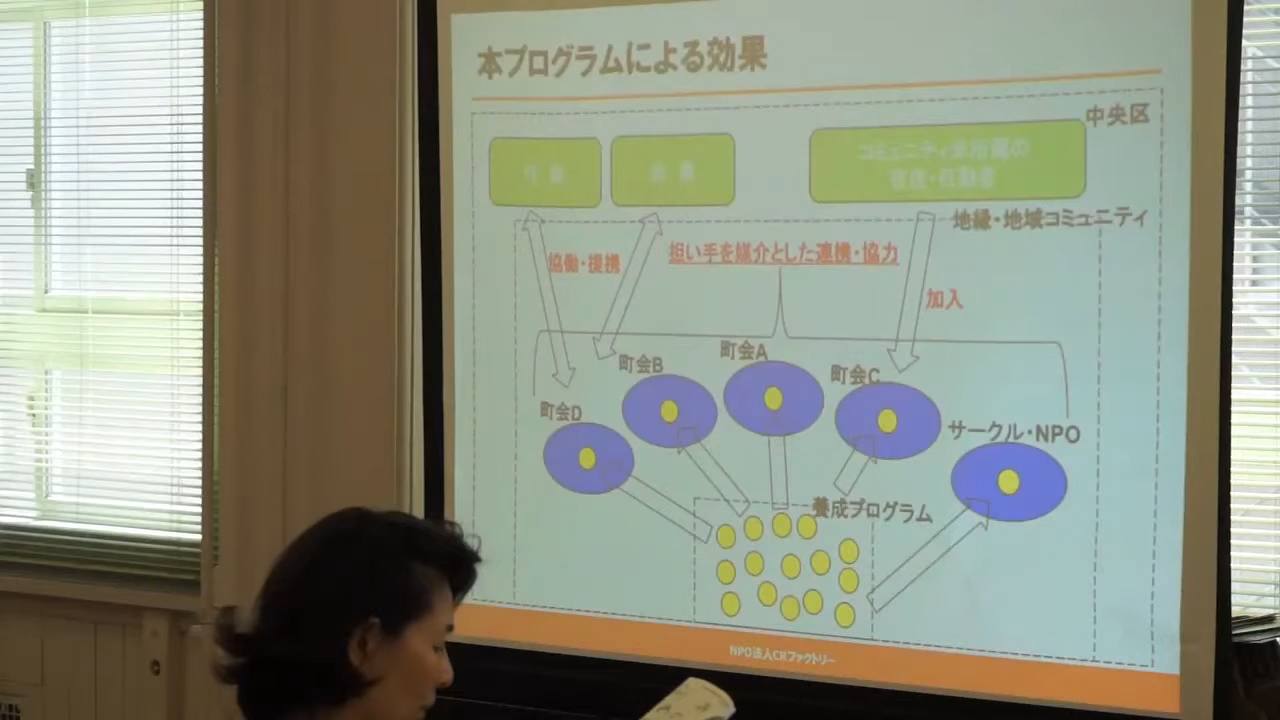 本プログラムによる効果
中央区
コミュニティ未所属の
在住・在勤者
地縁・地域コミュニティ
協働・提携
担い手を媒介とした連携・協力
加入
町会A
町会B
町会C
町会D
サークル・NPO
養成プログラム
NPO法人CRファクトリー